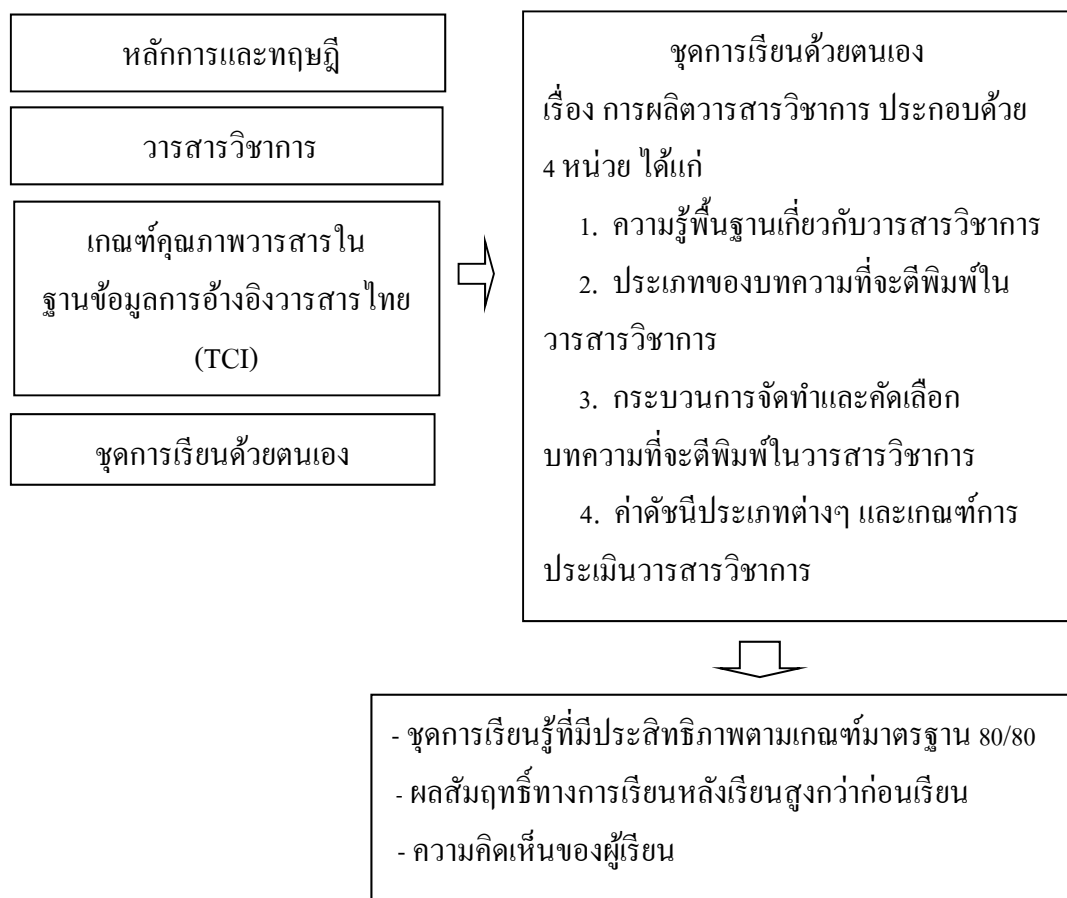 หลักการและทฤษฎี
วารสารวิชาการ
เกณฑ์คุณภาพวารสารใน
ฐานข้อมูลการอ้างอิงวารสารไทย
(TCI)
ชุดการเรียนด้วยตนเอง
ชุดการเรียนด้วยตนเอง
เรื่อง การผลิตวารสารวิชาการ ประกอบด้วย
4 หน่วย ได้แก่
1. ความรู้พื้นฐานเกี่ยวกับวารสารวิชาการ
2. ประเภทของบทความที่จะตีพิมพ์ใน
วารสารวิชาการ
3. กระบวนการจัดทำและคัดเลือก
บทความที่จะตีพิมพ์ในวารสารวิชาการ
4. ค่าดัชนีประเภทต่างๆ และเกณฑ์การ
ประเมินวารสารวิชาการ
- ชุดการเรียนรู้ที่มีประสิทธิภาพตามเกณฑ์มาตรฐาน 80/80
- ผลสัมฤทธิ์ทางการเรียนหลังเรียนสูงกว่าก่อนเรียน
- ความคิดเห็นของผู้เรียน